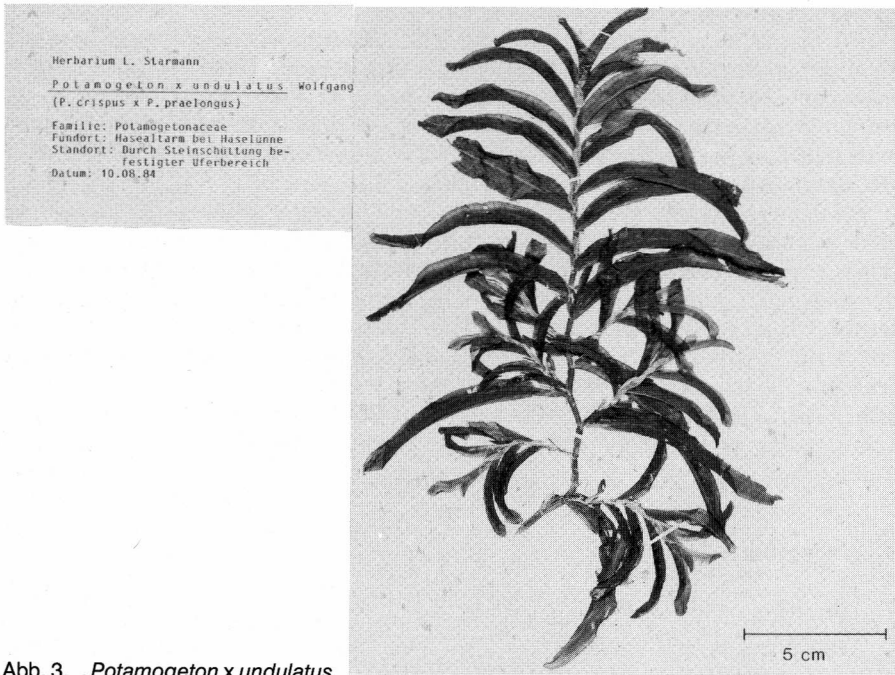 Herbarium L. Starmann
Potamogeton x undulatus Wolfgang
(P. crispus x P. praelongus)
Familie: Potamogetonaceae
Fundort: Hasealtarm bei Haselünne
Standort: Durch Steinschüttung be-
festigter Uferbereich
Datum: 10.08.84
5 cm
Abb. 3 Potamogeton x undulatus